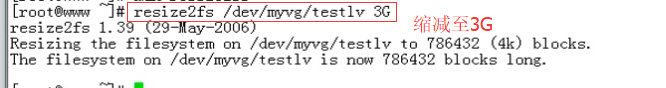 [root@www ~]# resize2fs /dev/myvg/testlv 3G
缩减至3G
resize2fs 1.39 (29-May-2006)
Resizing the filesystem on /dev/myvg/testlv to 786432 (4k) blocks.
The filesystem on /dev/myvg/testlv is now 786432 blocks long.